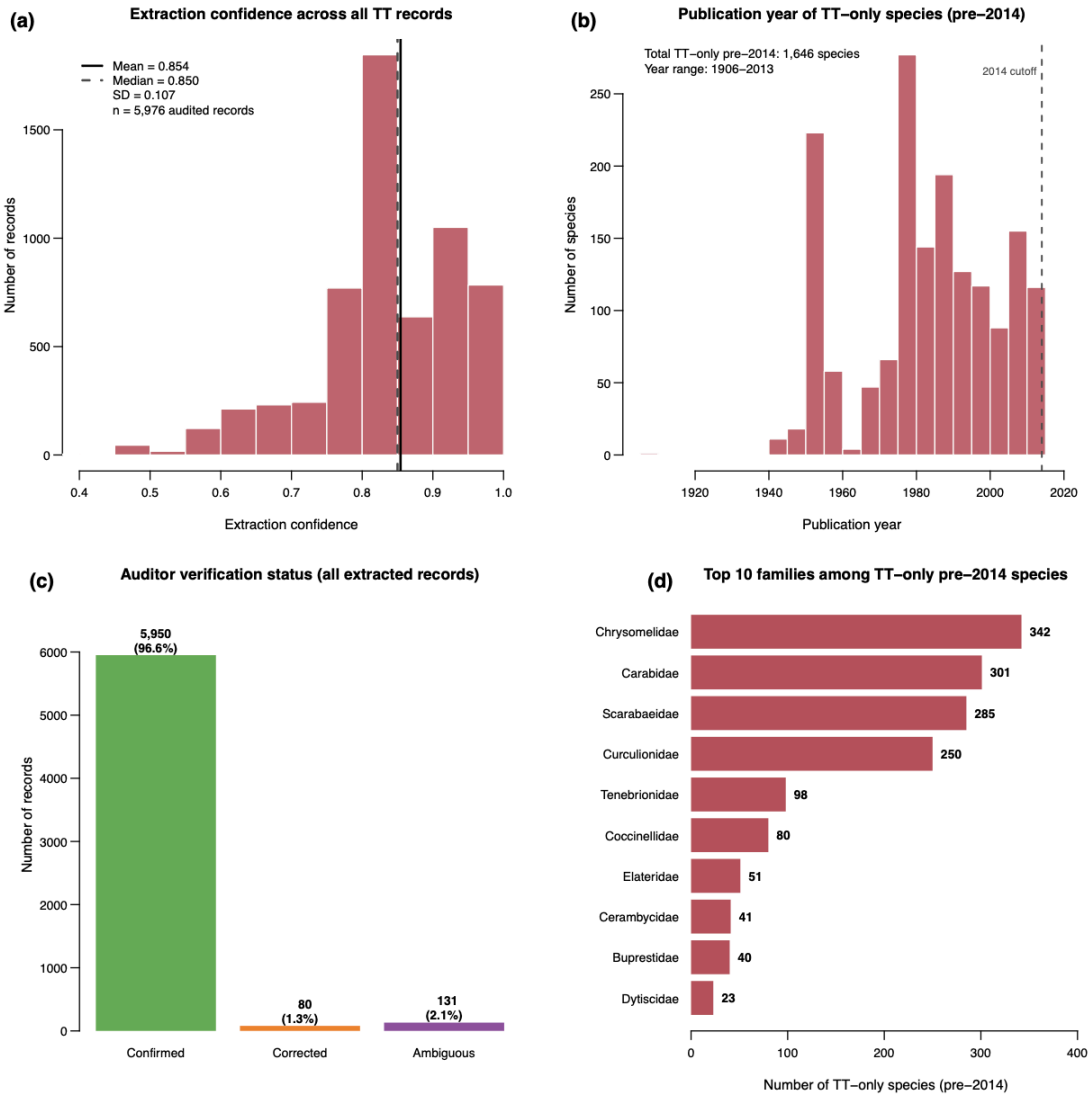 (a)
Extraction confidence across all TT records
Mean = 0.854
Median = 0.850
SD = 0.107
n = 5,976 audited records
Number of records
1500
1000
500
0
0.4 0.5 0.6 0.7 0.8 0.9 1.0
Extraction confidence
(b)
Publication year of TT−only species (pre−2014)
Total TT−only pre−2014: 1,646 species
Year range: 1906−2013
2014 cutoff
Number of species
250
200
150
100
50
0
1920 1940 1960 1980 2000 2020
Publication year
(c)
Auditor verification status (all extracted records)
Number of records
6000
5000
4000
3000
2000
1000
0
5,950
(96.6%)
80
(1.3%)
131
(2.1%)
Confirmed Corrected Ambiguous
(d)
Top 10 families among TT−only pre−2014 species
Chrysomelidae 342
Carabidae 301
Scarabaeidae 285
Curculionidae 250
Tenebrionidae 98
Coccinellidae 80
Elateridae 51
Cerambycidae 41
Buprestidae 40
Dytiscidae 23
0 100 200 300 400
Number of TT−only species (pre−2014)